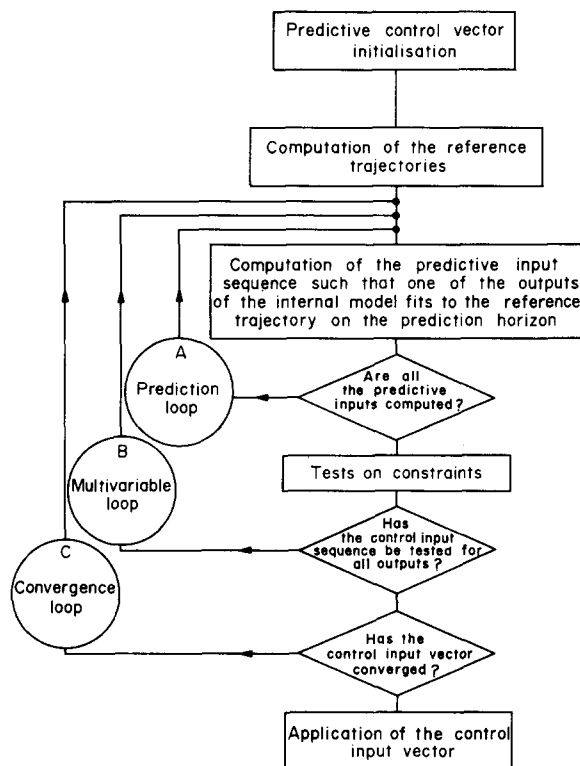 Predictive control vector
initialisation
Computation of the reference
trajectories
Computation of the predictive input
sequence such that one of the outputs
of the internal model fits to the reference
trajectory on the prediction horizon
A
Prediction
loop
Are all
the predictive
inputs computed?
B
Multivariable
loop
Tests on constraints
Has
the control input
sequence be tested for
all outputs ?
C
Convergence
loop
Has the
control input vector
converged?
Application of the control
input vector